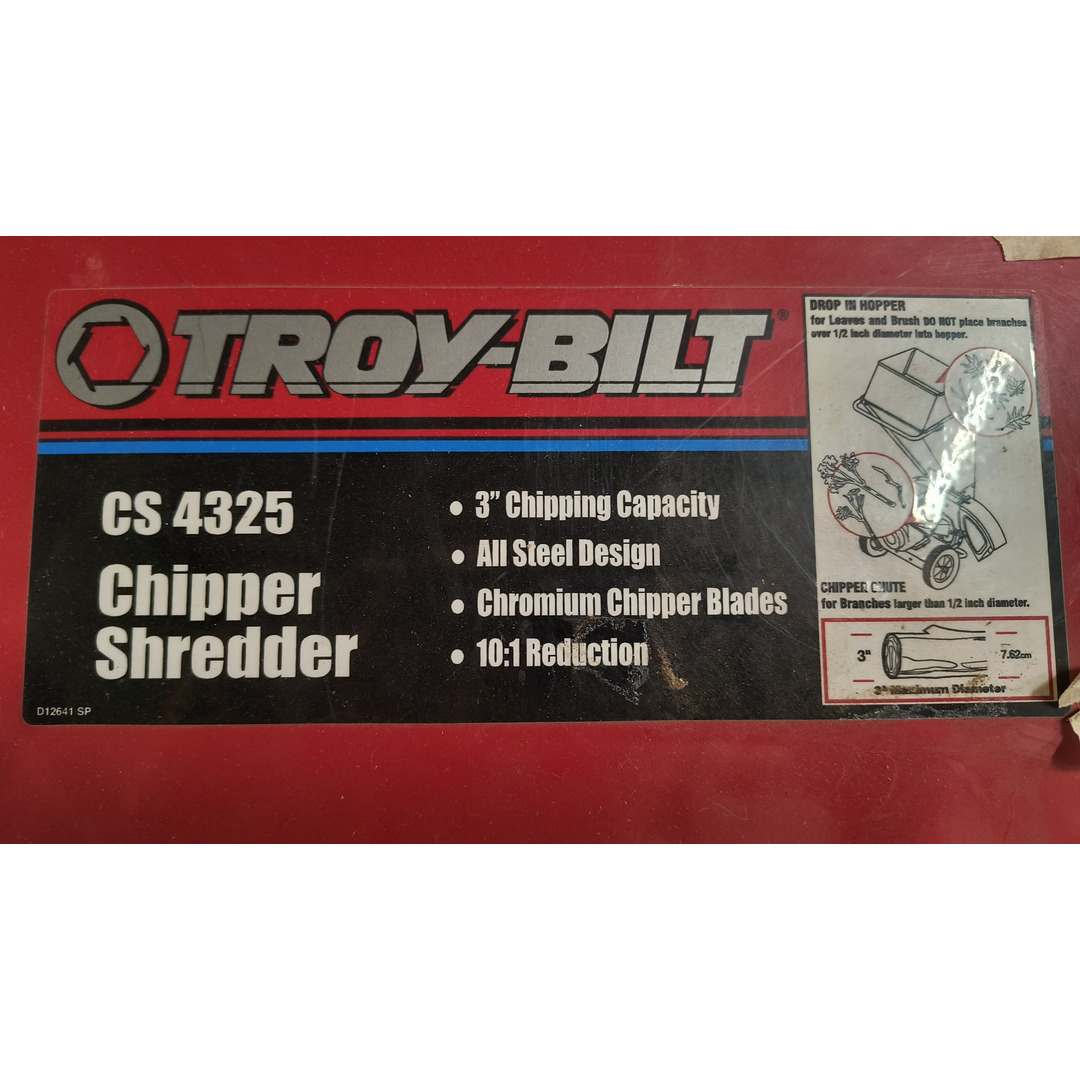 TROY-BILT®
CS 4325
Chipper
Shredder
• 3" Chipping Capacity
• All Steel Design
• Chromium Chipper Blades
• 10:1 Reduction
D12641 SP
DROP IN HOPPER
for Leaves and Brush DO NOT place branches
over 1/2 inch diameter into hopper.
CHIPPER CHUTE
for Branches larger than 1/2 inch diameter.
3" 7.62cm
3" Maximum Diameter